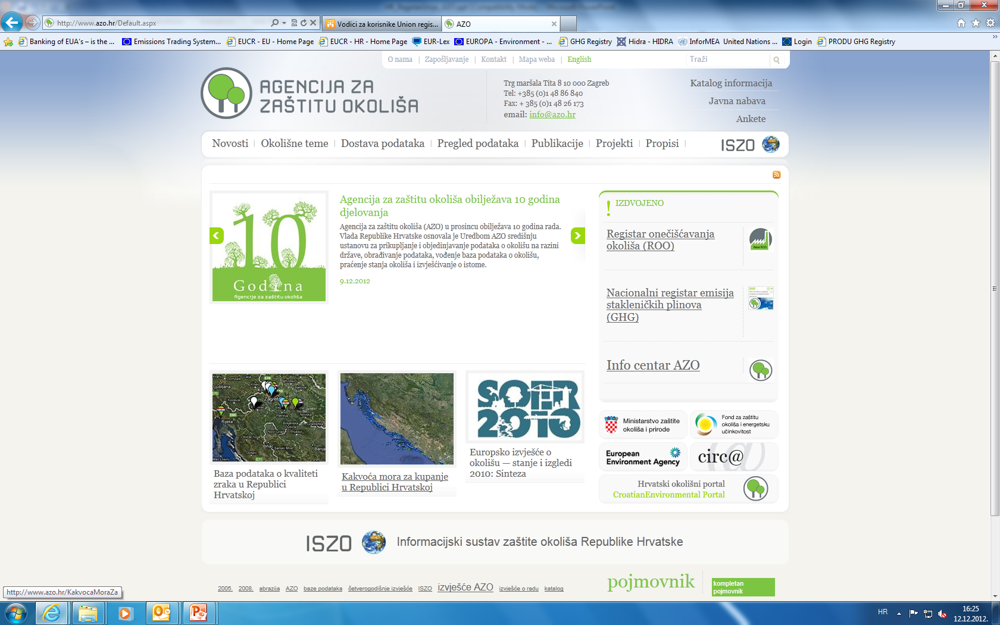 http://www.azo.hr/Default.aspx
Vodici za korisnike Union regis...
AZO
Banking of EUA's – is the ...
Emissions Trading System...
EUCR - EU - Home Page
EUCR - HR - Home Page
EUR-Lex
EUROPA - Environment - ...
GHG Registry
Hidra - HIDRA
InforMEA United Nations ...
Login
PRODU GHG Registry
O nama | Zapošljavanje | Kontakt | Mapa weba | English
Traži
AGENCIJA ZA
ZAŠTITU OKOLIŠA
Trg maršala Tita 8 10 000 Zagreb
Tel: +385 (0)1 48 86 840
Fax: + 385 (0)1 48 26 173
email: info@azo.hr
Katalog informacija
Javna nabava
Ankete
Novosti | Okolišne teme | Dostava podataka | Pregled podataka | Publikacije | Projekti | Propisi |
ISZO
10
Godina
Agencije za zaštitu okoliša
Agencija za zaštitu okoliša obilježava 10 godina
djelovanja
Agencija za zaštitu okoliša (AZO) u prosincu obilježava 10 godina rada.
Vlada Republike Hrvatske osnovala je Uredbom AZO središnju
ustanovu za prikupljanje i objedinjavanje podataka o okolišu na razini
države, obrađivanje podataka, vođenje baza podataka o okolišu,
praćenje stanja okoliša i izvješćivanje o istome.
9.12.2012
! IZDVOJENO
Registar onečišćavanja
okoliša (ROO)
Baza ROO
Nacionalni registar emisija
stakleničkih plinova
(GHG)
GHG
Info centar AZO
Ljubljana
Zagreb
Rijeka
Petrinja
Otočac
Bihać
Banja
Gospić
Baza podataka o kvaliteti
zraka u Republici
Hrvatskoj
Kakvoća mora za kupanje
u Republici Hrvatskoj
SOER
2010
Europsko izvješće o
okolišu — stanje i izgledi
2010: Sinteza
Ministarstvo zaštite
okoliša i prirode
Fond za zaštitu
okoliša i energetsku
učinkovitost
European
Environment Agency
circ@
Hrvatski okolišni portal
CroatianEnvironmental Portal
ISZO
Informacijski sustav zaštite okoliša Republike Hrvatske
2005. 2008. abrazija AZO baze podataka četverogodišnje izvješće ISZO izvješće AZO izvješće o radu katalog
pojmovnik
kompletan
pojmovnik
http://www.azo.hr/KakvocaMoraZa
HR
16:25
12.12.2012.